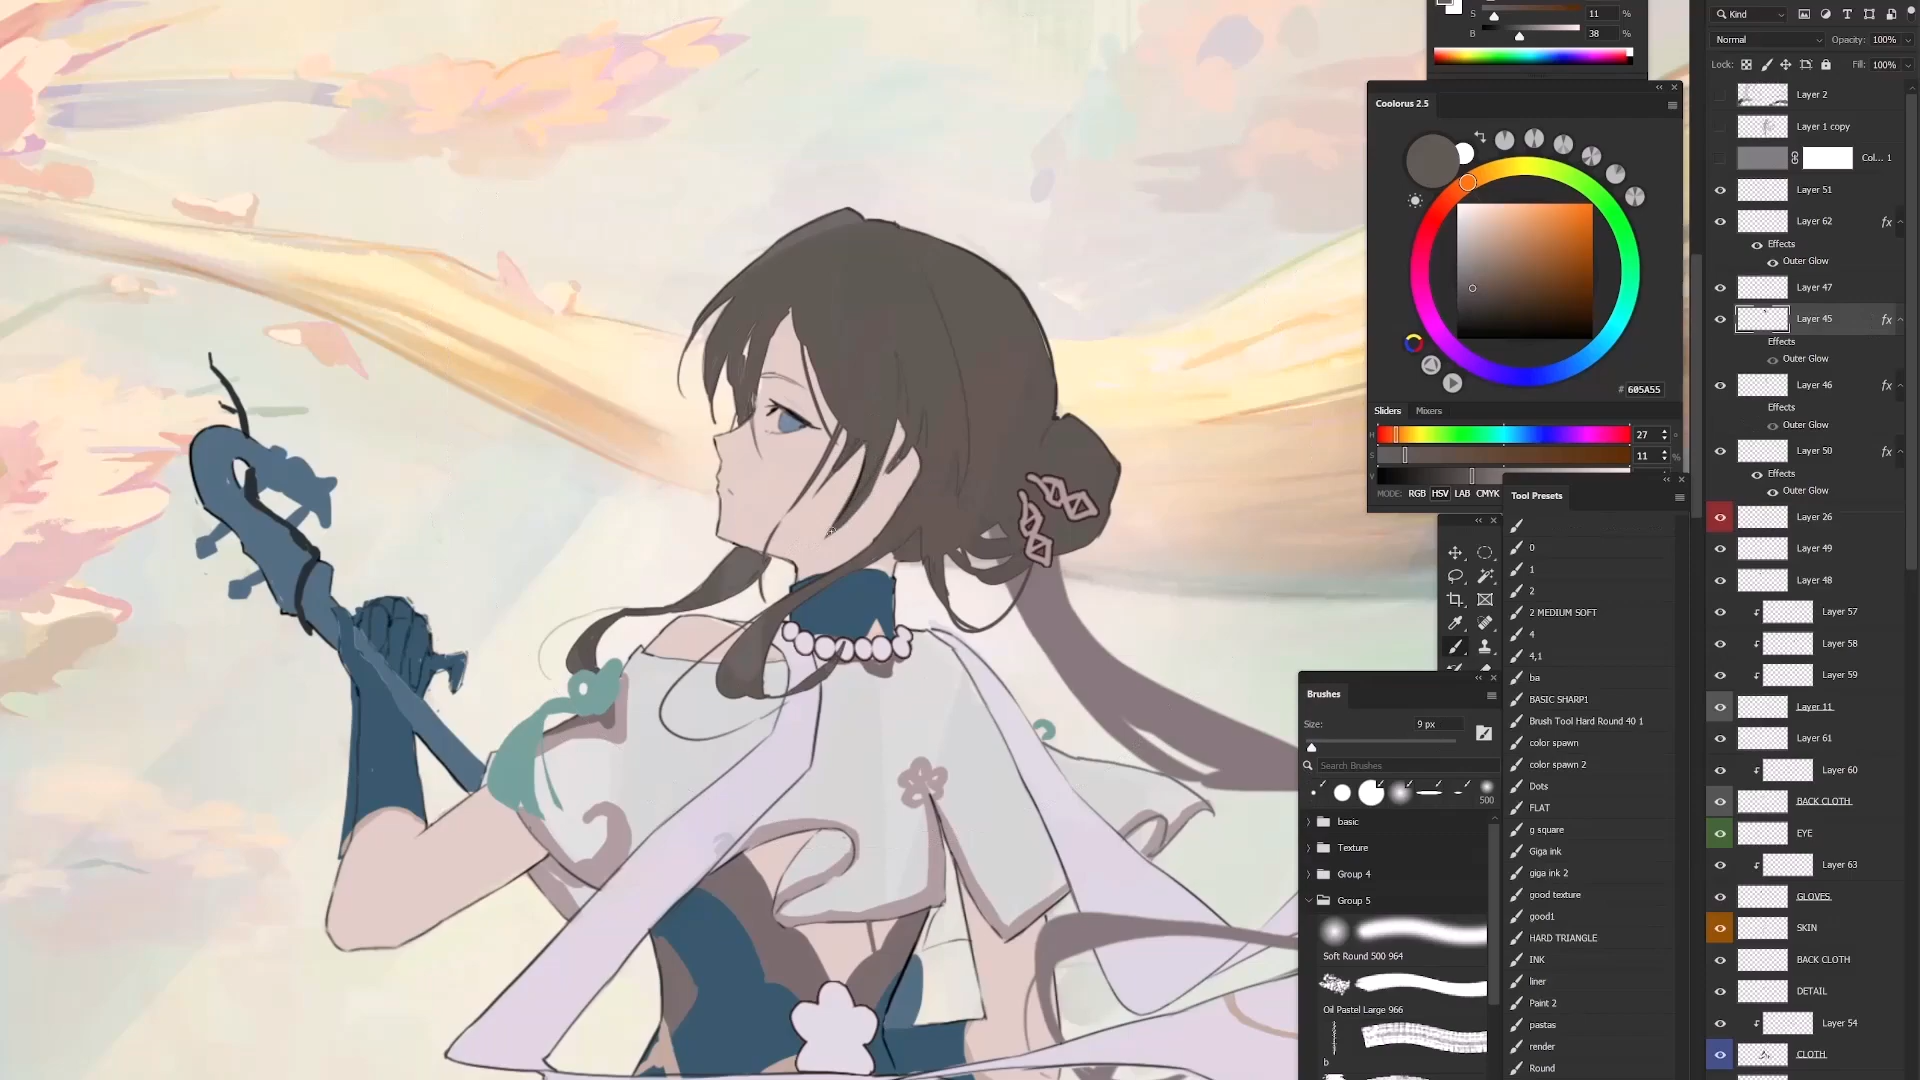 S 11 %
B 38 %
Coolorus 2.5
# 605A55
Sliders Mixers
H 27 °
S 11 %
V
MODE: RGB HSV LAB CMYK
Tool Presets
0
1
2
2 MEDIUM SOFT
4
4,1
ba
BASIC SHARP1
Brush Tool Hard Round 40 1
color spawn
color spawn 2
Dots
FLAT
g square
Giga ink
giga ink 2
good texture
good1
HARD TRIANGLE
INK
liner
Paint 2
pastas
render
Round
Brushes
Size: 9 px
Search Brushes
500
basic
Texture
Group 4
Group 5
Soft Round 500 964
Oil Pastel Large 966
b
Kind
Normal Opacity: 100%
Lock: Fill: 100%
Layer 2
Layer 1 copy
Col... 1
Layer 51
Layer 62 fx
Effects
Outer Glow
Layer 47
Layer 45 fx
Effects
Outer Glow
Layer 46 fx
Effects
Outer Glow
Layer 50 fx
Effects
Outer Glow
Layer 26
Layer 49
Layer 48
Layer 57
Layer 58
Layer 59
Layer 11
Layer 61
Layer 60
BACK CLOTH
EYE
Layer 63
GLOVES
SKIN
BACK CLOTH
DETAIL
Layer 54
CLOTH